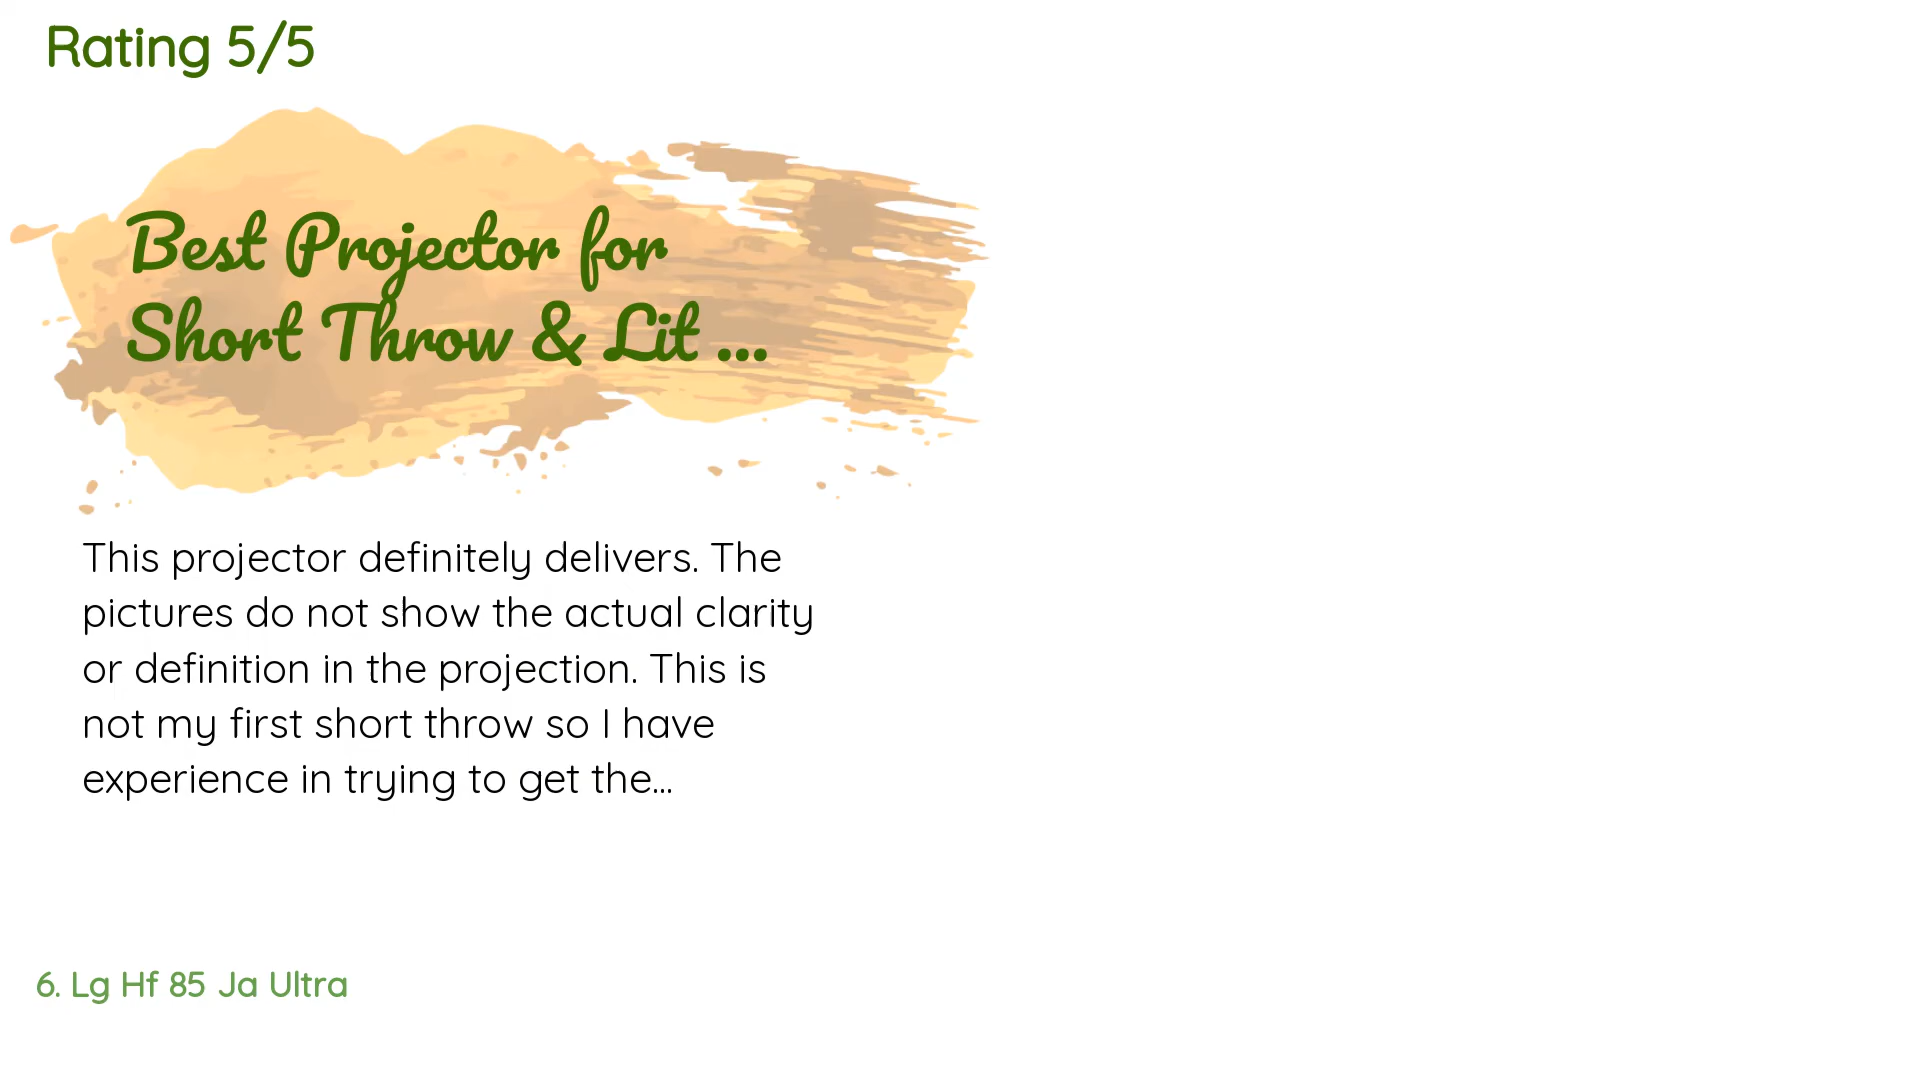 Rating 5/5
Best Projector for
Short Throw & Lit ...
This projector definitely delivers. The
pictures do not show the actual clarity
or definition in the projection. This is
not my first short throw so I have
experience in trying to get the...
6. Lg Hf 85 Ja Ultra